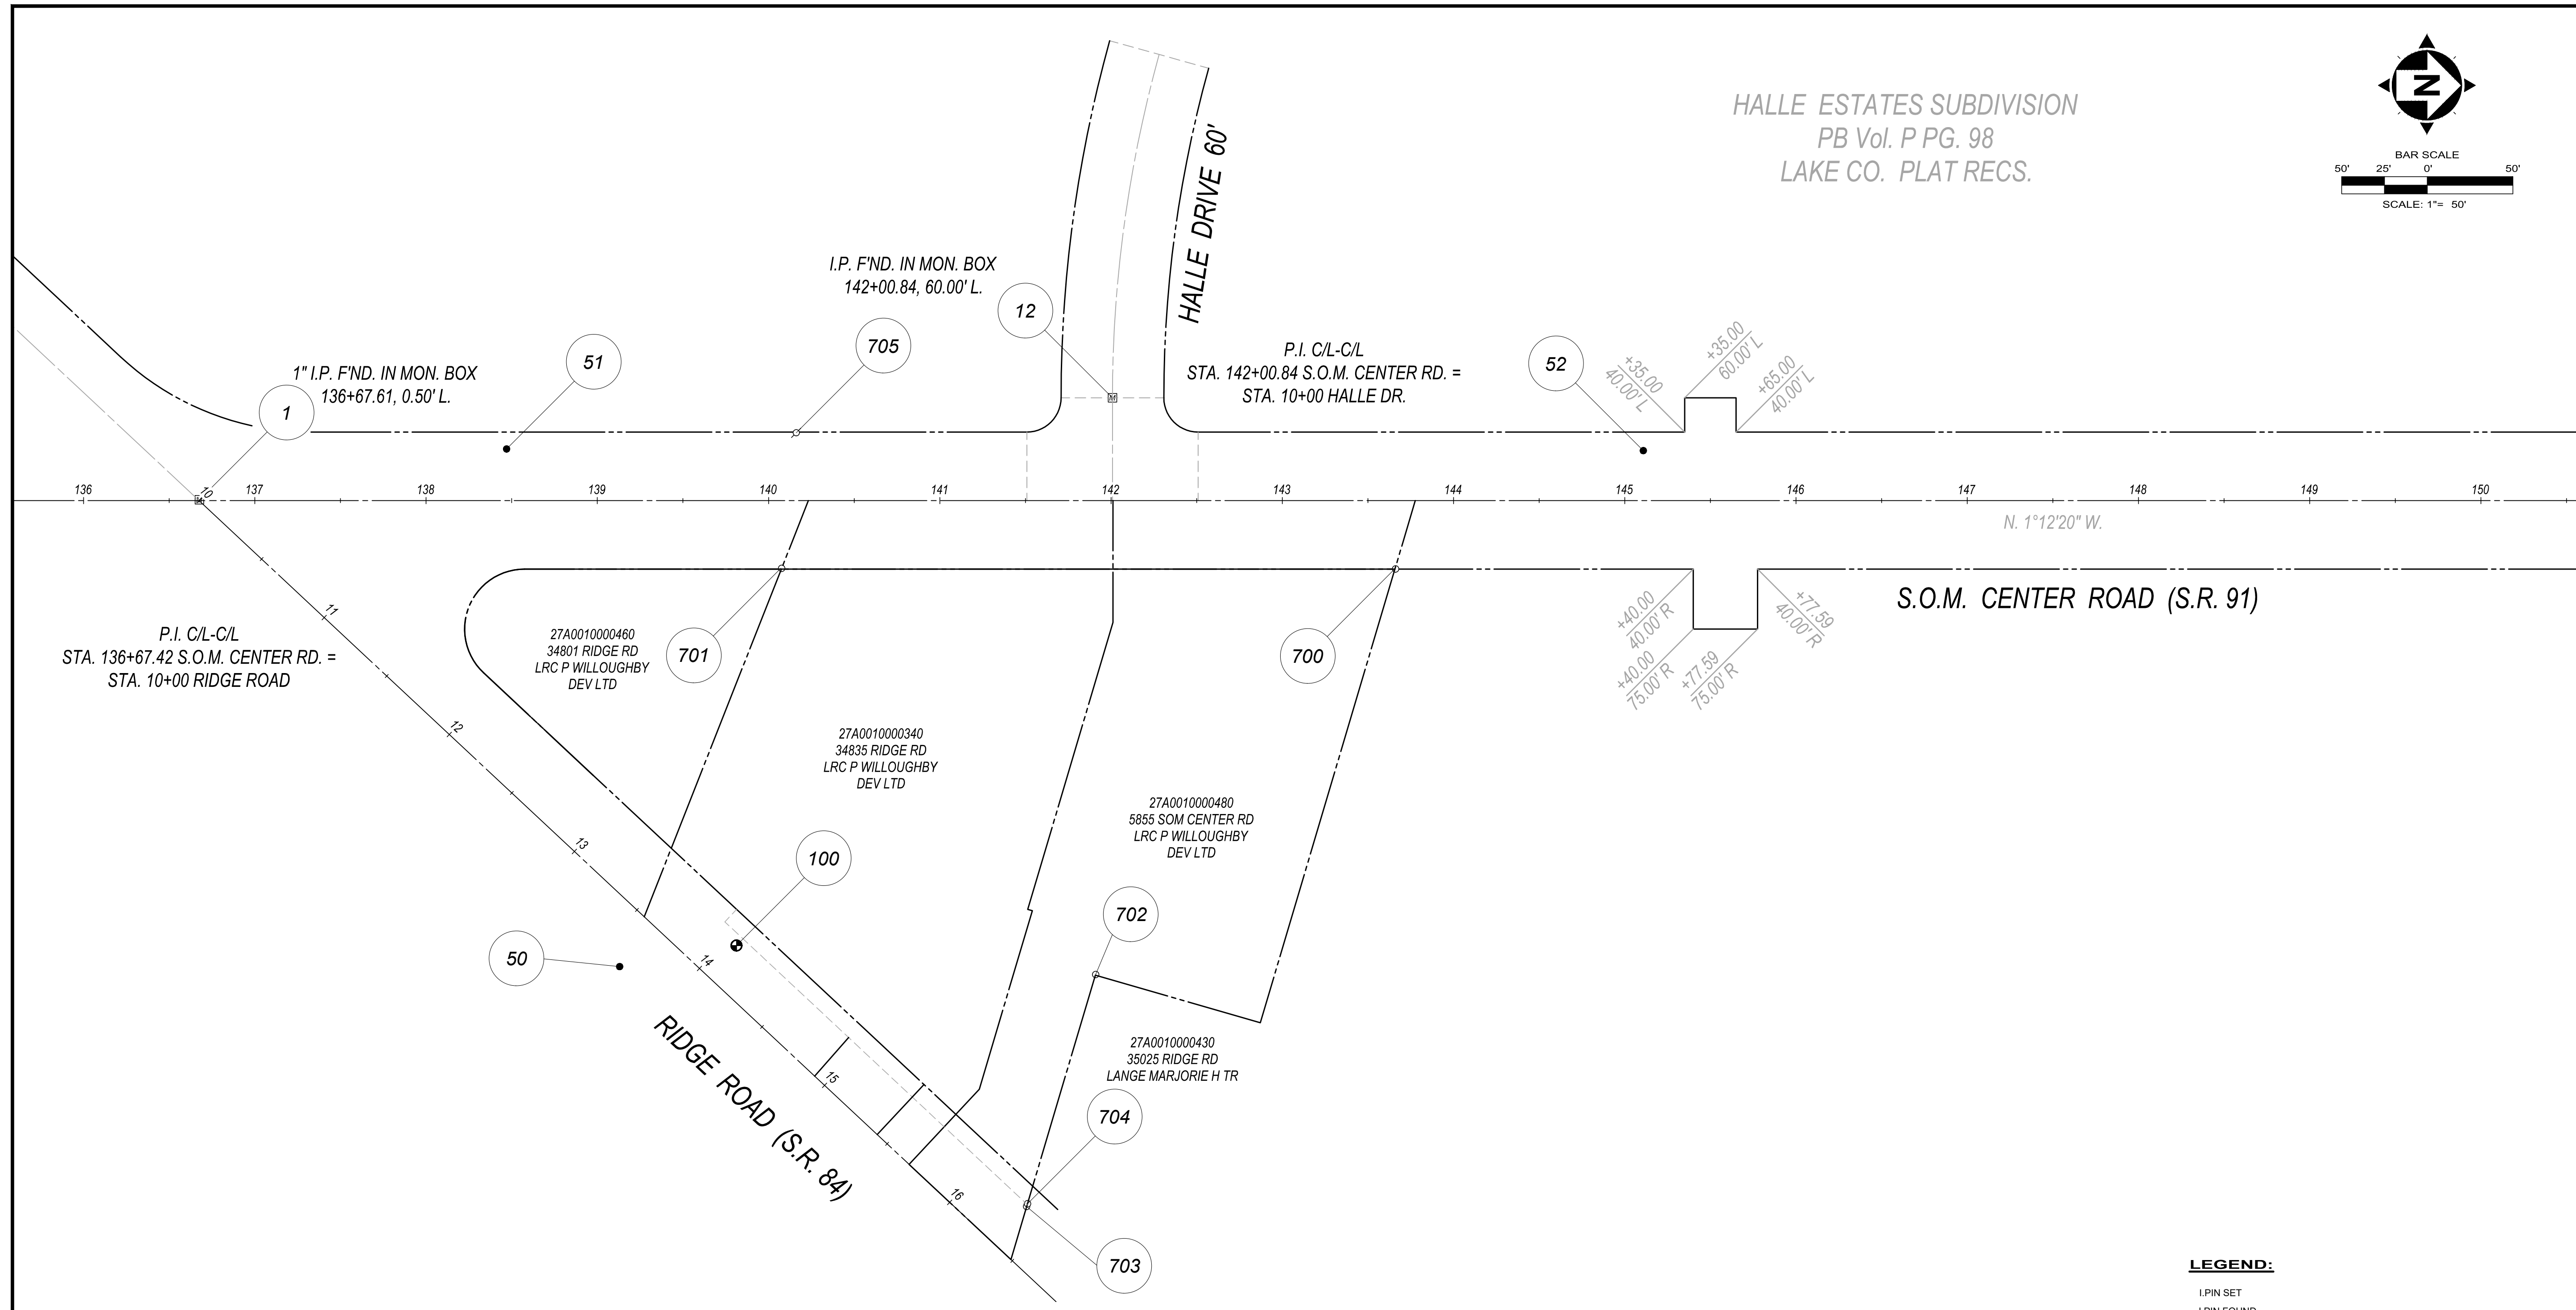 HALLE ESTATES SUBDIVISION
PB Vol. P PG. 98
LAKE CO. PLAT RECS.
N
BAR SCALE
50' 25' 0' 50'
SCALE: 1"= 50'
HALLE DRIVE 60'
I.P. F'ND. IN MON. BOX
142+00.84, 60.00' L.
12
705
51
1" I.P. F'ND. IN MON. BOX
136+67.61, 0.50' L.
1
P.I. C/L-C/L
STA. 142+00.84 S.O.M. CENTER RD. =
STA. 10+00 HALLE DR.
52
+35.00
40.00' L
+35.00
60.00' L
+65.00
40.00' L
M
136 137 138 139 140 141 142 143 144 145 146 147 148 149 150
10
N. 1°12'20" W.
S.O.M. CENTER ROAD (S.R. 91)
+40.00
40.00' R
+77.59
40.00' R
+40.00
75.00' R
+77.59
75.00' R
P.I. C/L-C/L
STA. 136+67.42 S.O.M. CENTER RD. =
STA. 10+00 RIDGE ROAD
11
27A0010000460
34801 RIDGE RD
LRC P WILLOUGHBY
DEV LTD
701
700
12
27A0010000340
34835 RIDGE RD
LRC P WILLOUGHBY
DEV LTD
27A0010000480
5855 SOM CENTER RD
LRC P WILLOUGHBY
DEV LTD
13
100
702
50
14
RIDGE ROAD (S.R. 84)
27A0010000430
35025 RIDGE RD
LANGE MARJORIE H TR
15
704
16
703
LEGEND:
I.PIN SET
I.PIN FOUND